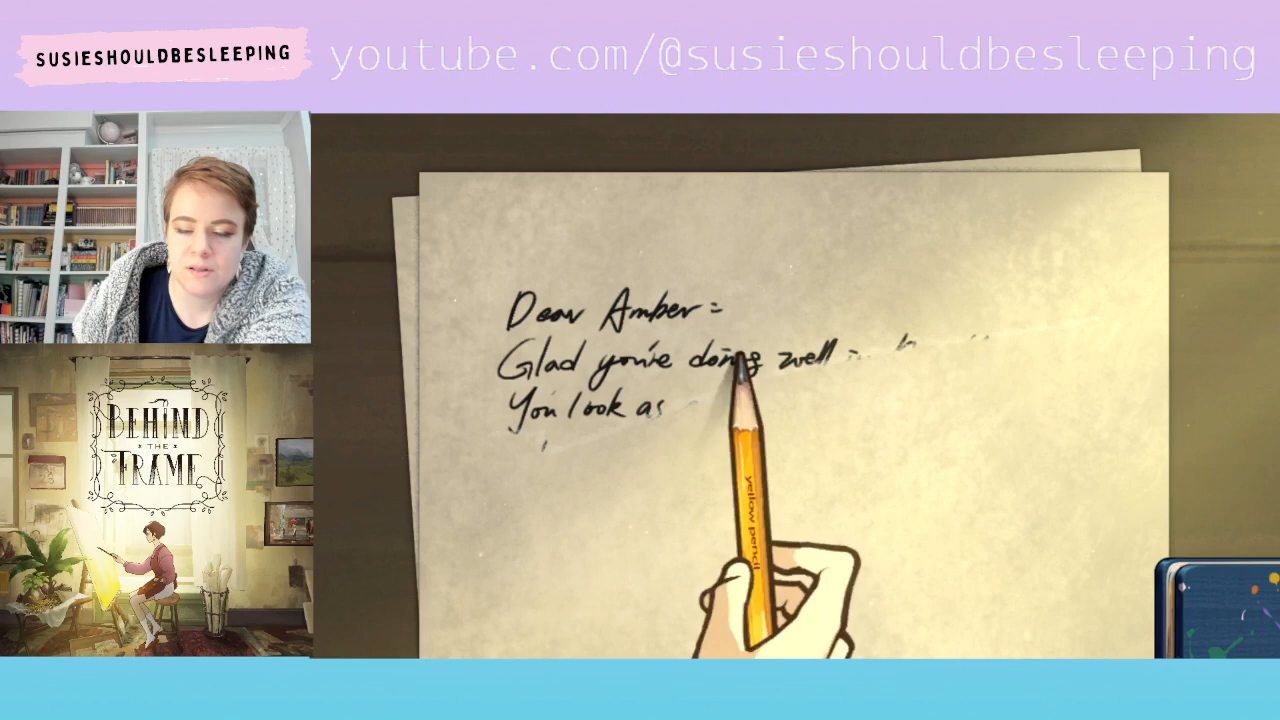 SUSIESHOULDBESLEEPING
youtube.com/@susieshouldbesleeping
Dear Amber:
Glad you're doing well
You look as
yellow pencil
BEHIND
THE
FRAME